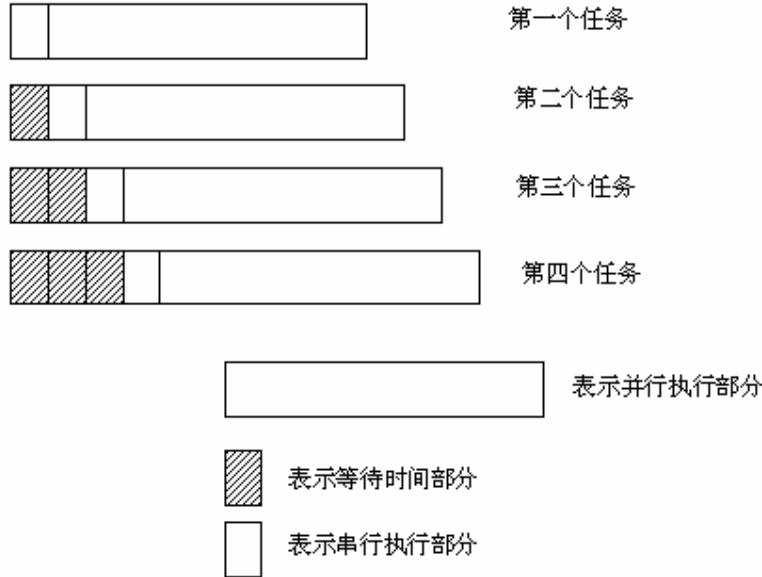 第一个任务
第二个任务
第三个任务
第四个任务
表示并行执行部分
表示等待时间部分
表示串行执行部分